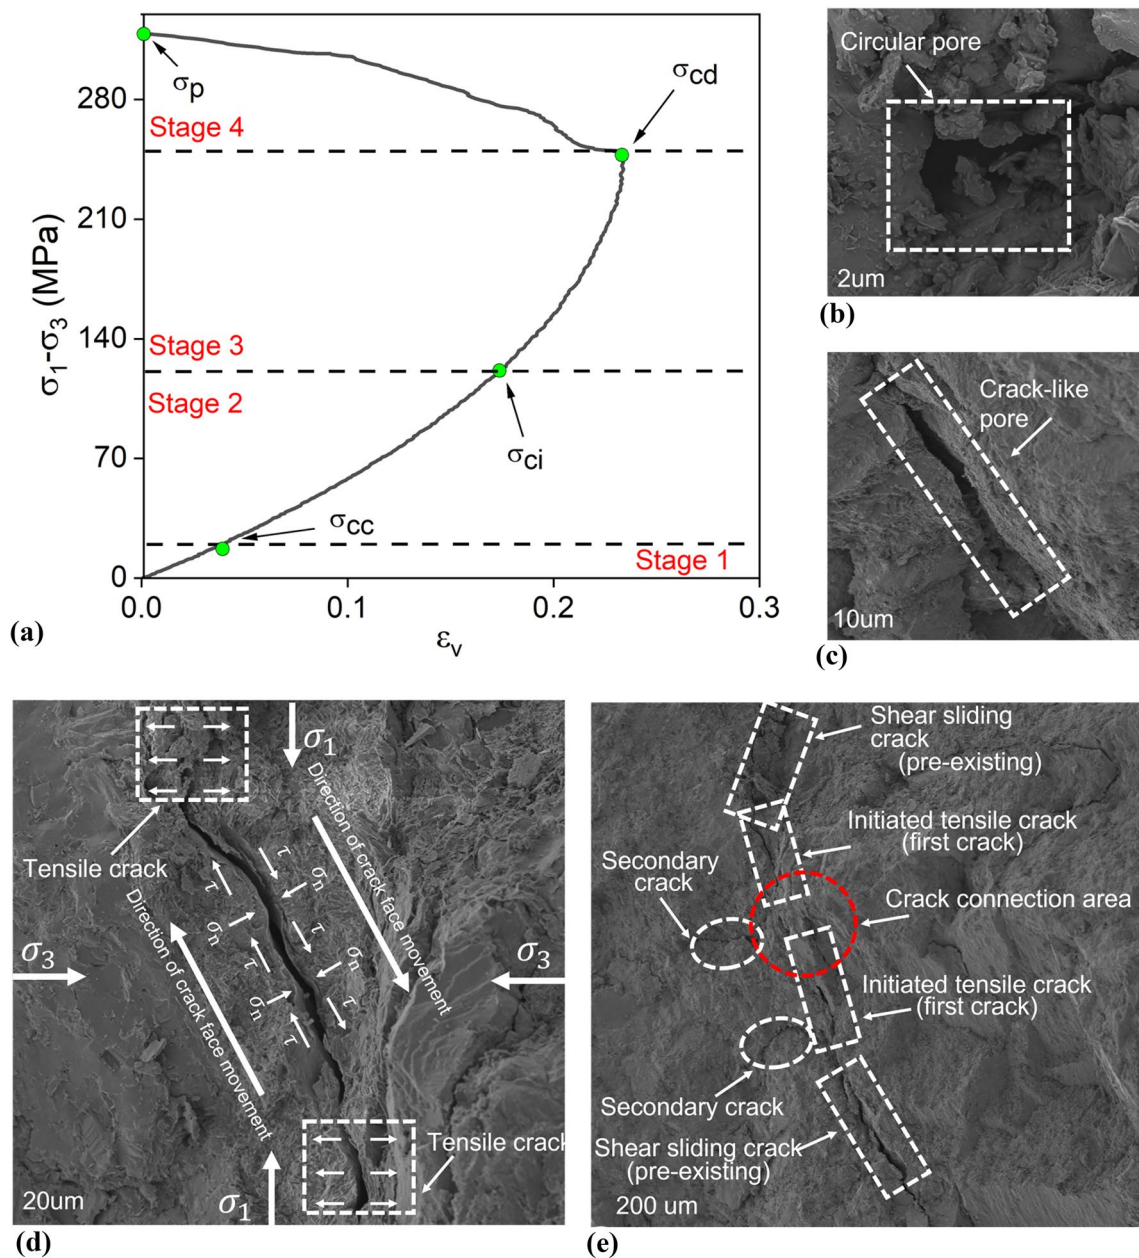 σp
σcd
280
Stage 4
210
σ1-σ3 (MPa)
140
Stage 3
Stage 2
σci
70
σcc
Stage 1
0
0.0
0.1
0.2
0.3
εv
(a)
Circular pore
2um
(b)
Crack-like
pore
10um
(c)
σ1
Tensile crack
Direction of crack face movement
Direction of crack face movement
τ
σn
τ
σn
τ
σn
τ
τ
σn
τ
σn
τ
σn
τ
σ3
σ3
Tensile crack
σ1
20um
(d)
Shear sliding
crack
(pre-existing)
Initiated tensile crack
(first crack)
Secondary
crack
Crack connection area
Initiated tensile crack
(first crack)
Secondary crack
Shear sliding crack
(pre-existing)
200 um
(e)